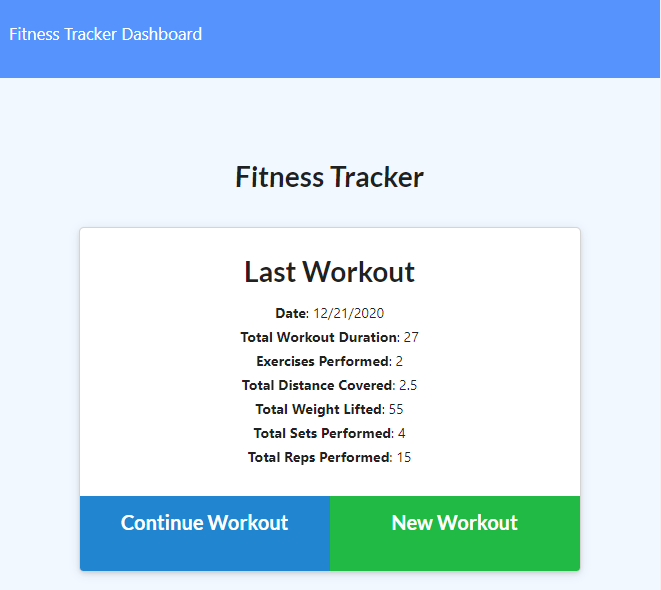 Fitness Tracker Dashboard
Fitness Tracker
Last Workout
Date: 12/21/2020
Total Workout Duration: 27
Exercises Performed: 2
Total Distance Covered: 2.5
Total Weight Lifted: 55
Total Sets Performed: 4
Total Reps Performed: 15
Continue Workout
New Workout